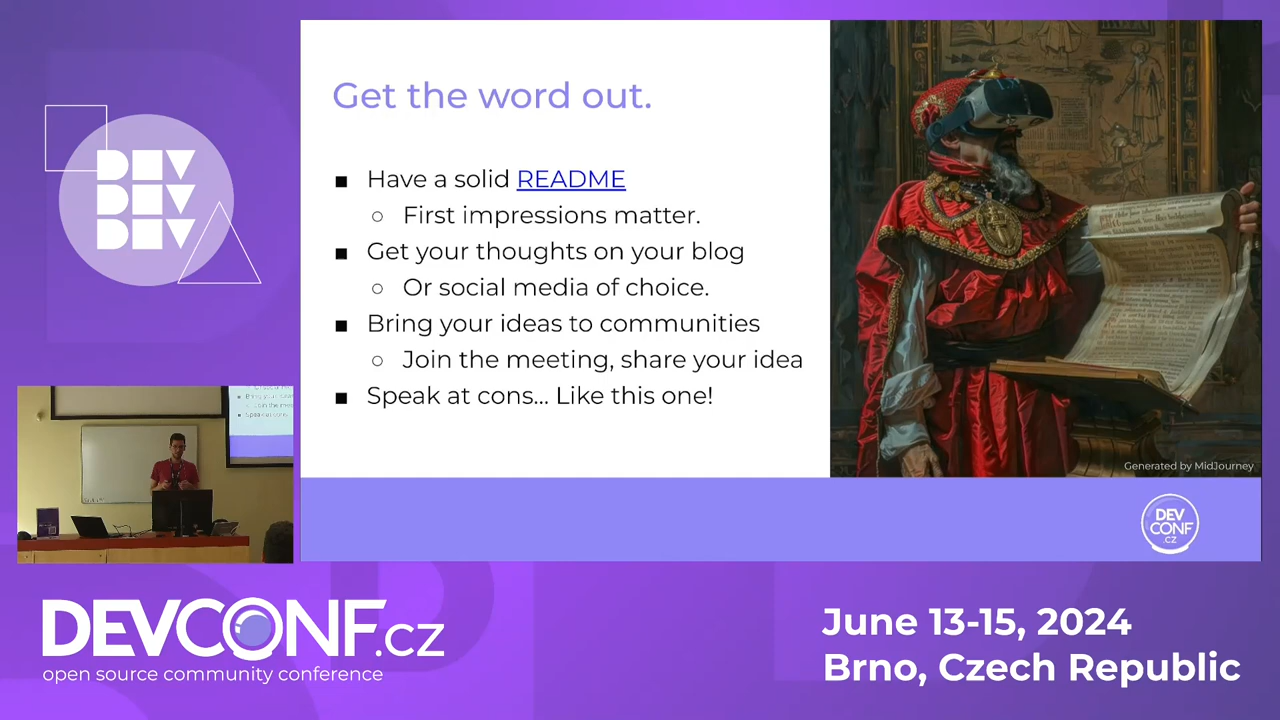 DEV
DEV
DEV
Get the word out.
Have a solid README
First impressions matter.
Get your thoughts on your blog
Or social media of choice.
Bring your ideas to communities
Join the meeting, share your idea
Speak at cons... Like this one!
Generated by MidJourney
DEV
CONF
.CZ
DEVCONF.cz
open source community conference
June 13-15, 2024
Brno, Czech Republic